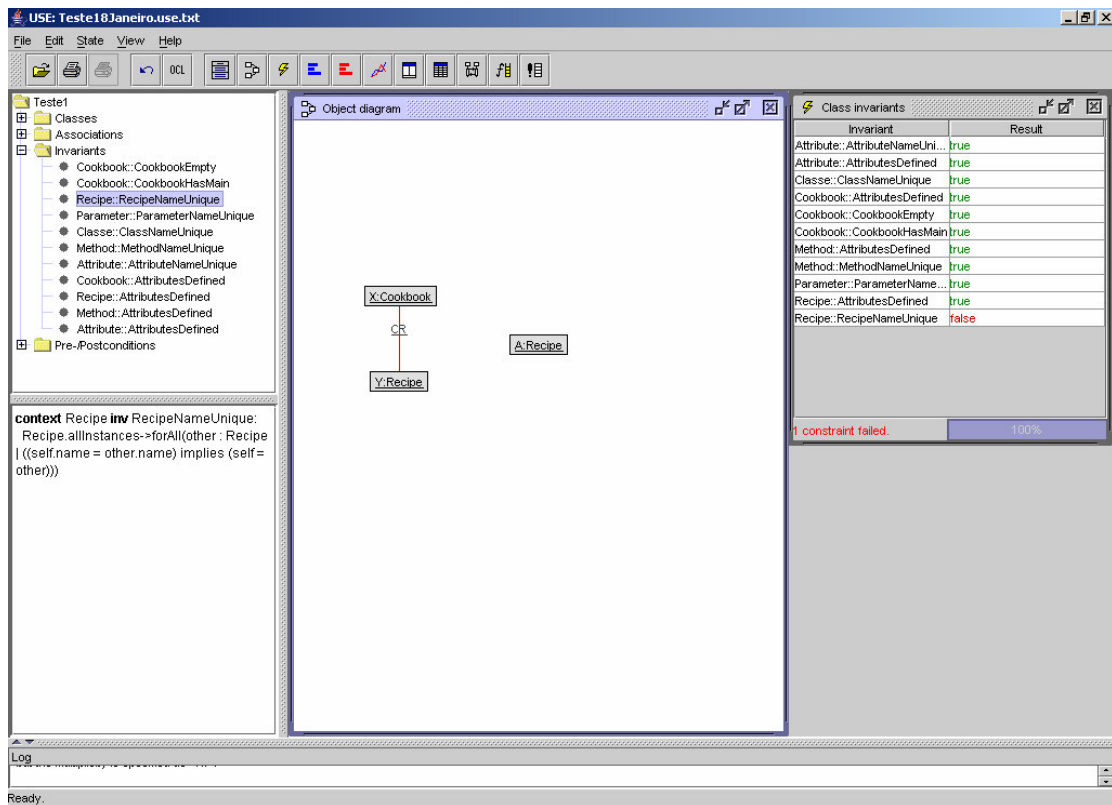 USE: Teste18Janeiro.use.txt
File Edit State View Help
OCL
Teste1
Classes
Associations
Invariants
Cookbook::CookbookEmpty
Cookbook::CookbookHasMain
Recipe::RecipeNameUnique
Parameter::ParameterNameUnique
Classe::ClassNameUnique
Method::MethodNameUnique
Attribute::AttributeNameUnique
Cookbook::AttributesDefined
Recipe::AttributesDefined
Method::AttributesDefined
Attribute::AttributesDefined
Pre-/Postconditions
context Recipe inv RecipeNameUnique:
Recipe.allInstances->forAll(other : Recipe
| ((self.name = other.name) implies (self =
other)))
Object diagram
X:Cookbook
CR
A:Recipe
Y:Recipe
Class invariants
Invariant Result
Attribute::AttributeNameUni... true
Attribute::AttributesDefined true
Classe::ClassNameUnique true
Cookbook::AttributesDefined true
Cookbook::CookbookEmpty true
Cookbook::CookbookHasMain true
Method::AttributesDefined true
Method::MethodNameUnique true
Parameter::ParameterName... true
Recipe::AttributesDefined true
Recipe::RecipeNameUnique false
1 constraint failed. 100%
Log
Ready.